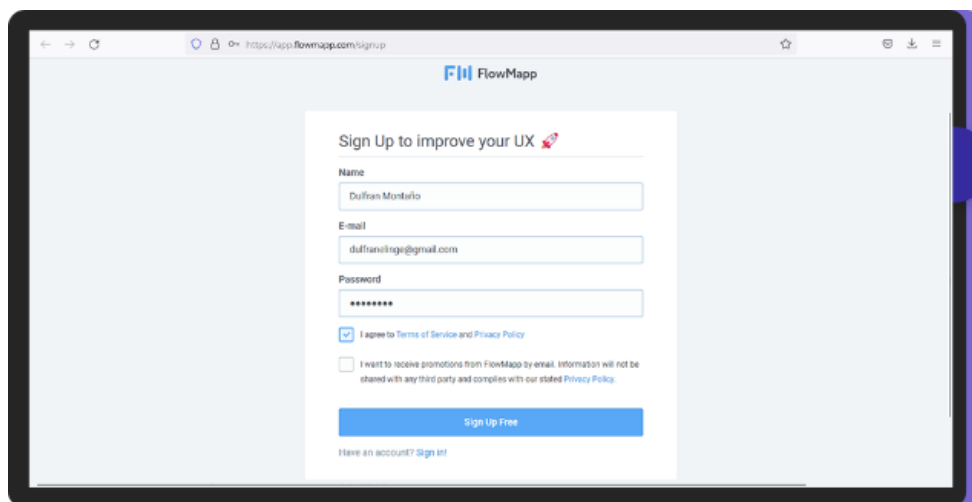 https://app.flowmapp.com/signup
FlowMapp
Sign Up to improve your UX 🚀
Name
Dulfran Montaño
E-mail
dulfranelinge@gmail.com
Password
••••••••
I agree to Terms of Service and Privacy Policy
I want to receive promotions from FlowMapp by email. Information will not be
shared with any third party and complies with our stated Privacy Policy.
Sign Up Free
Have an account? Sign in!